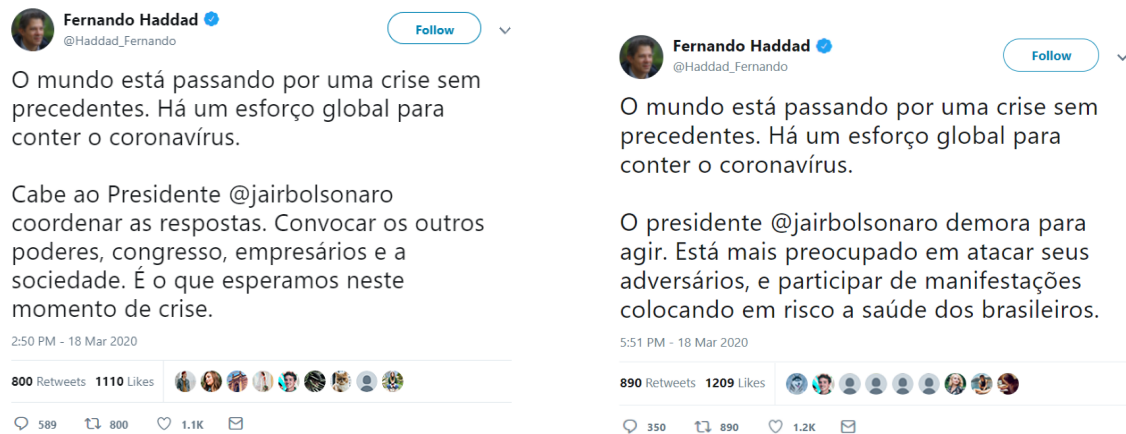 Fernando Haddad
@Haddad_Fernando
Follow
O mundo está passando por uma crise sem
precedentes. Há um esforço global para
conter o coronavírus.
Cabe ao Presidente @jairbolsonaro
coordenar as respostas. Convocar os outros
poderes, congresso, empresários e a
sociedade. É o que esperamos neste
momento de crise.
2:50 PM - 18 Mar 2020
800 Retweets 1110 Likes
589 800 1.1K
Fernando Haddad
@Haddad_Fernando
Follow
O mundo está passando por uma crise sem
precedentes. Há um esforço global para
conter o coronavírus.
O presidente @jairbolsonaro demora para
agir. Está mais preocupado em atacar seus
adversários, e participar de manifestações
colocando em risco a saúde dos brasileiros.
5:51 PM - 18 Mar 2020
890 Retweets 1209 Likes
350 890 1.2K